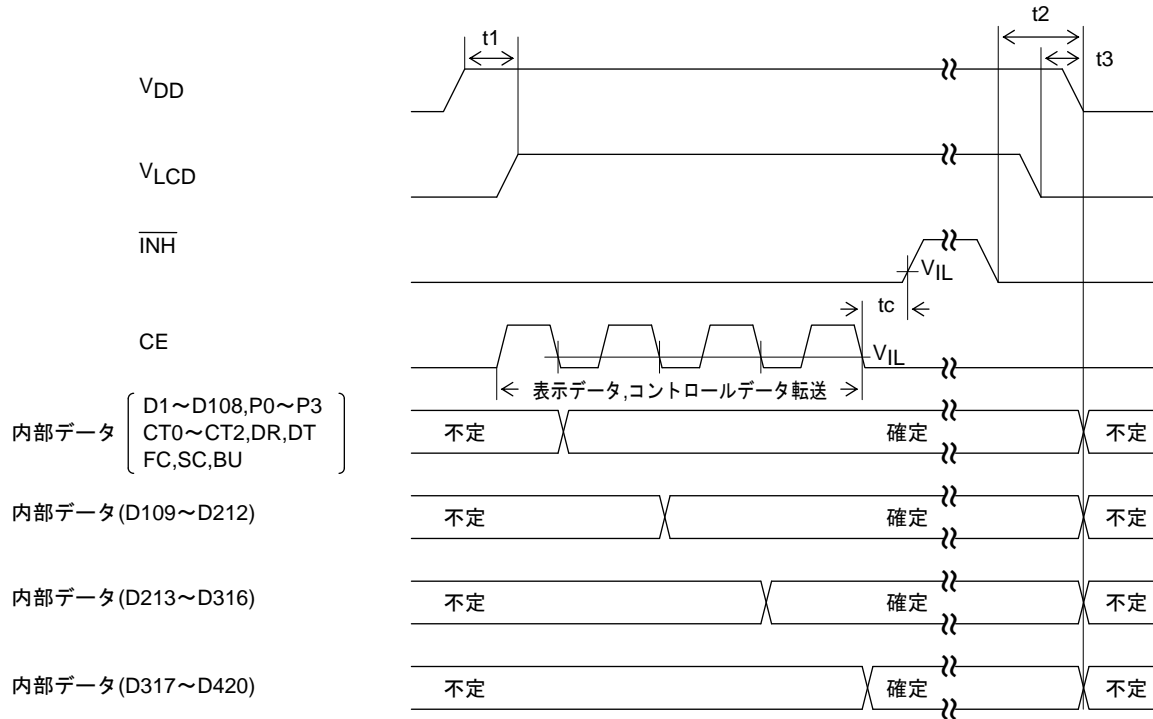 t1
t2
t3
VDD
VLCD
INH
VIL
tc
CE
VIL
表示データ,コントロールデータ転送
内部データ
D1～D108,P0～P3
CT0～CT2,DR,DT
FC,SC,BU
不定
確定
不定
内部データ(D109～D212)
不定
確定
不定
内部データ(D213～D316)
不定
確定
不定
内部データ(D317～D420)
不定
確定
不定